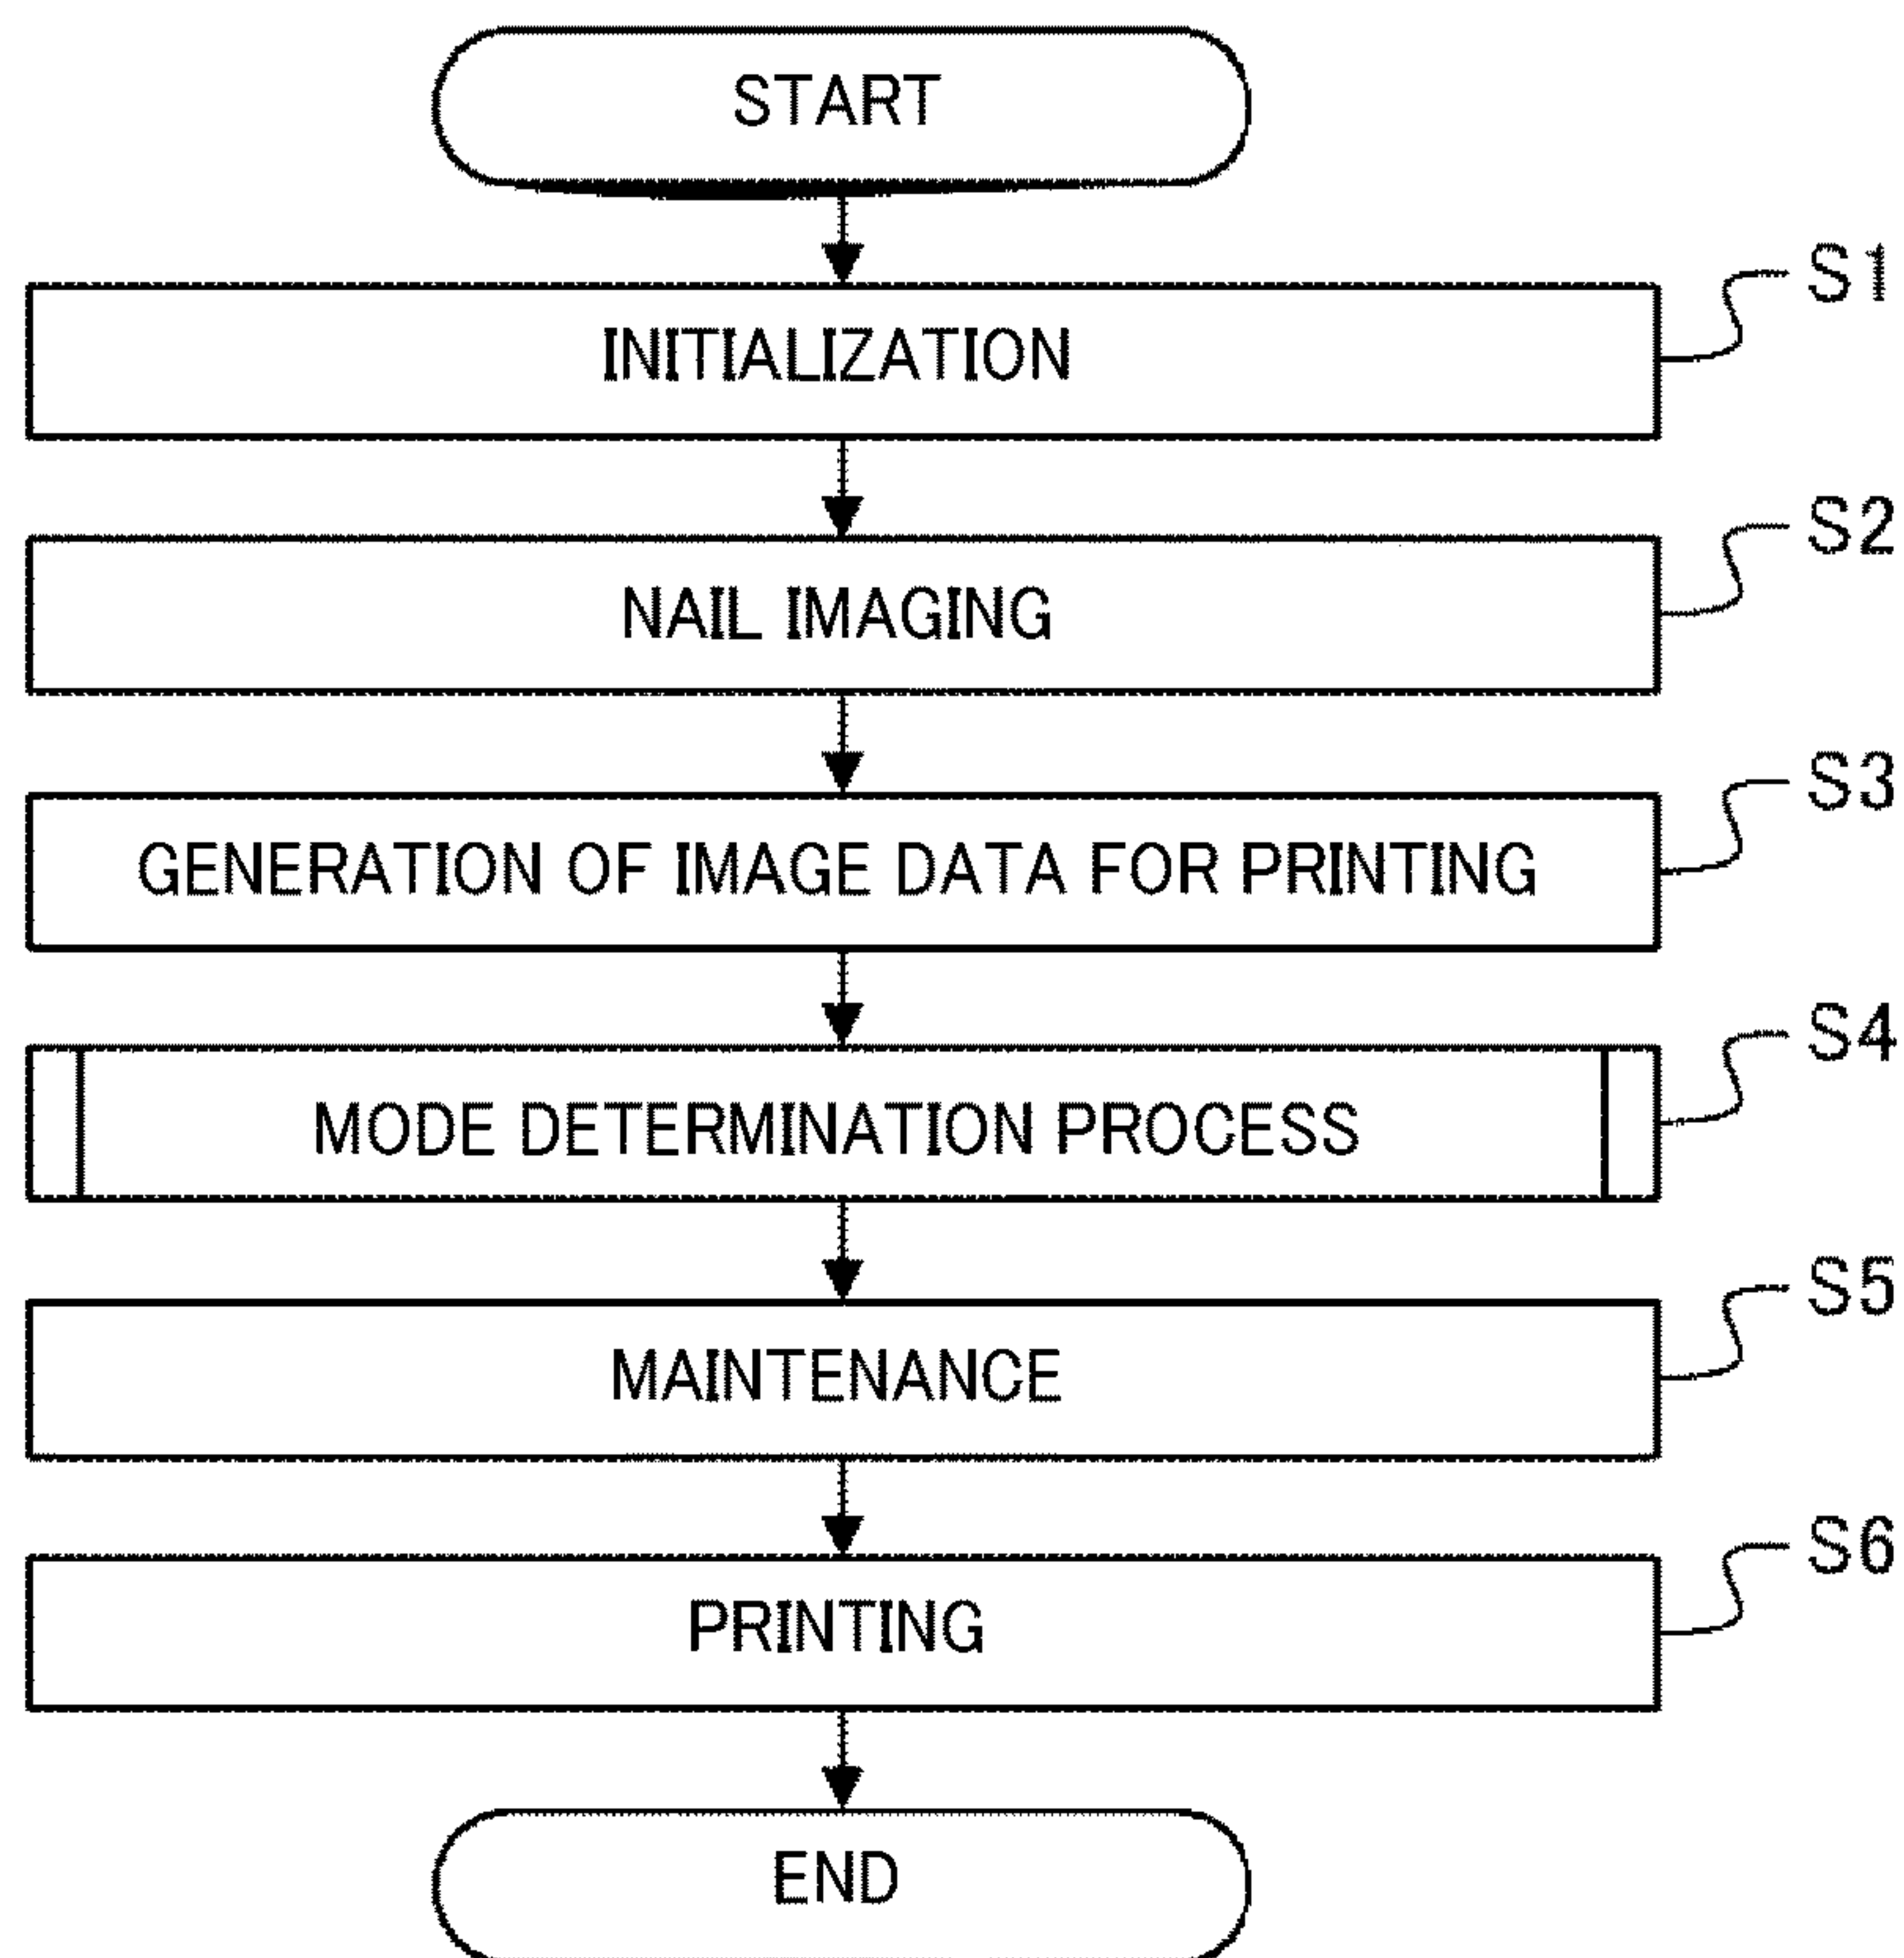 START
INITIALIZATION
S1
NAIL IMAGING
S2
GENERATION OF IMAGE DATA FOR PRINTING
S3
MODE DETERMINATION PROCESS
S4
MAINTENANCE
S5
PRINTING
S6
END